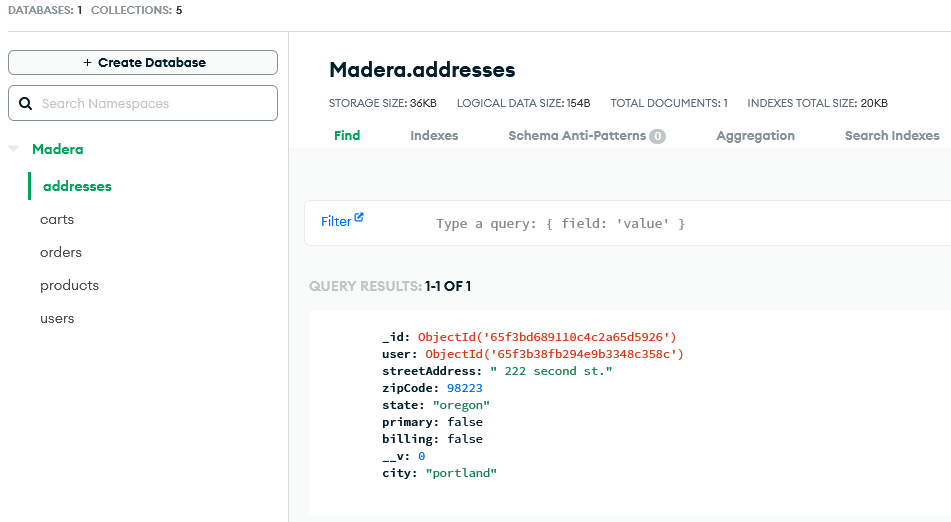 DATABASES: 1 COLLECTIONS: 5
+ Create Database
Search Namespaces
Madera
addresses
carts
orders
products
users
Madera.addresses
STORAGE SIZE: 36KB LOGICAL DATA SIZE: 154B TOTAL DOCUMENTS: 1 INDEXES TOTAL SIZE: 20KB
Find Indexes Schema Anti-Patterns 0 Aggregation Search Indexes
Filter Type a query: { field: 'value' }
QUERY RESULTS: 1-1 OF 1
_id: ObjectId('65f3bd689110c4c2a65d5926')
user: ObjectId('65f3b38fb294e9b3348c358c')
streetAddress: " 222 second st."
zipCode: 98223
state: "oregon"
primary: false
billing: false
__v: 0
city: "portland"